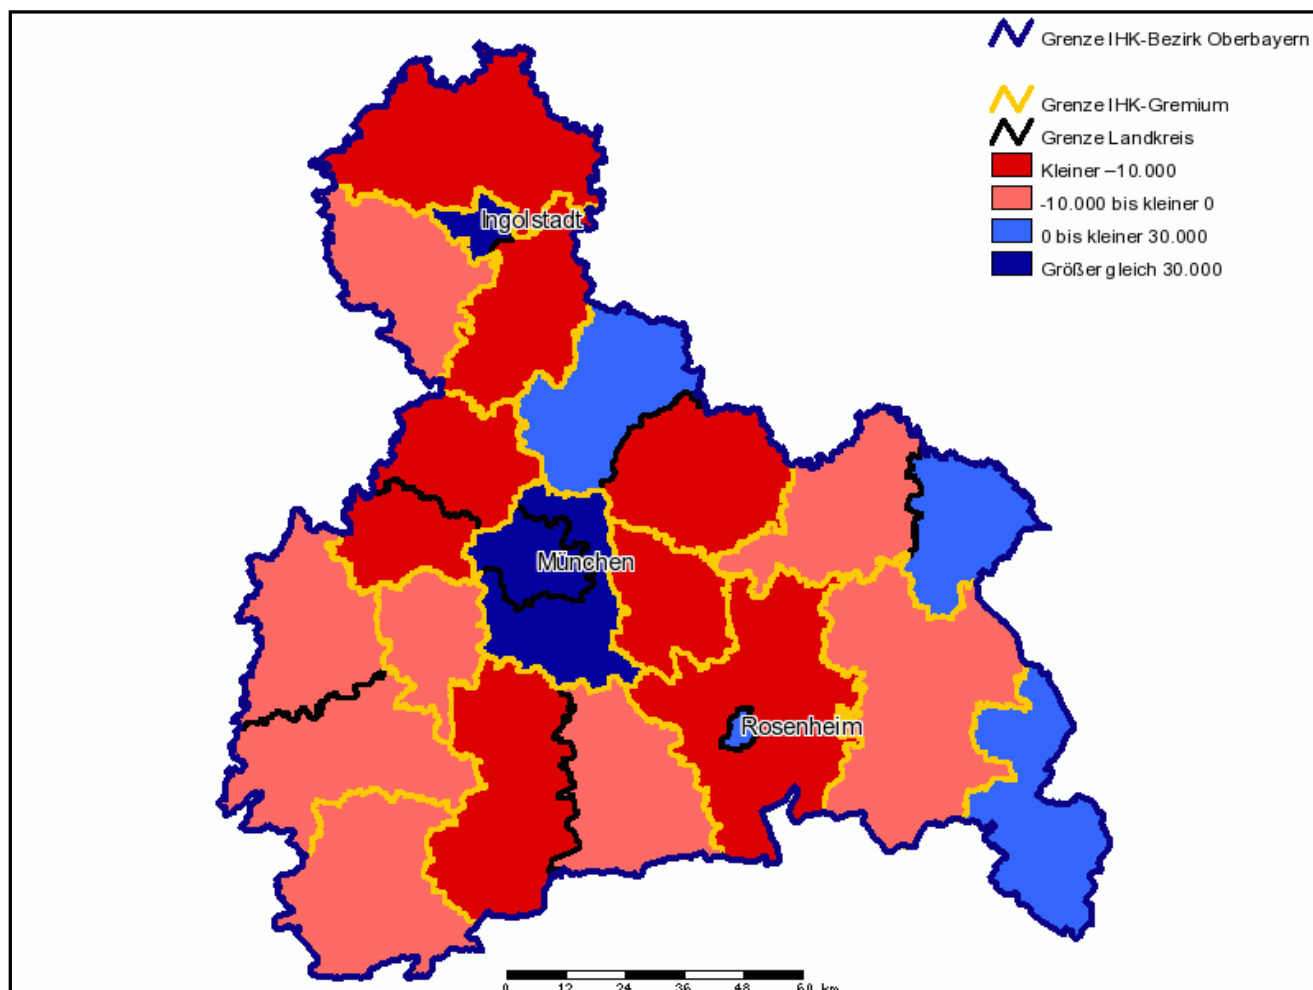 Grenze IHK-Bezirk Oberbayern
Grenze IHK-Gremium
Grenze Landkreis
Kleiner –10.000
-10.000 bis kleiner 0
0 bis kleiner 30.000
Größer gleich 30.000
Ingolstadt
München
Rosenheim
0 12 24 36 48 60 km